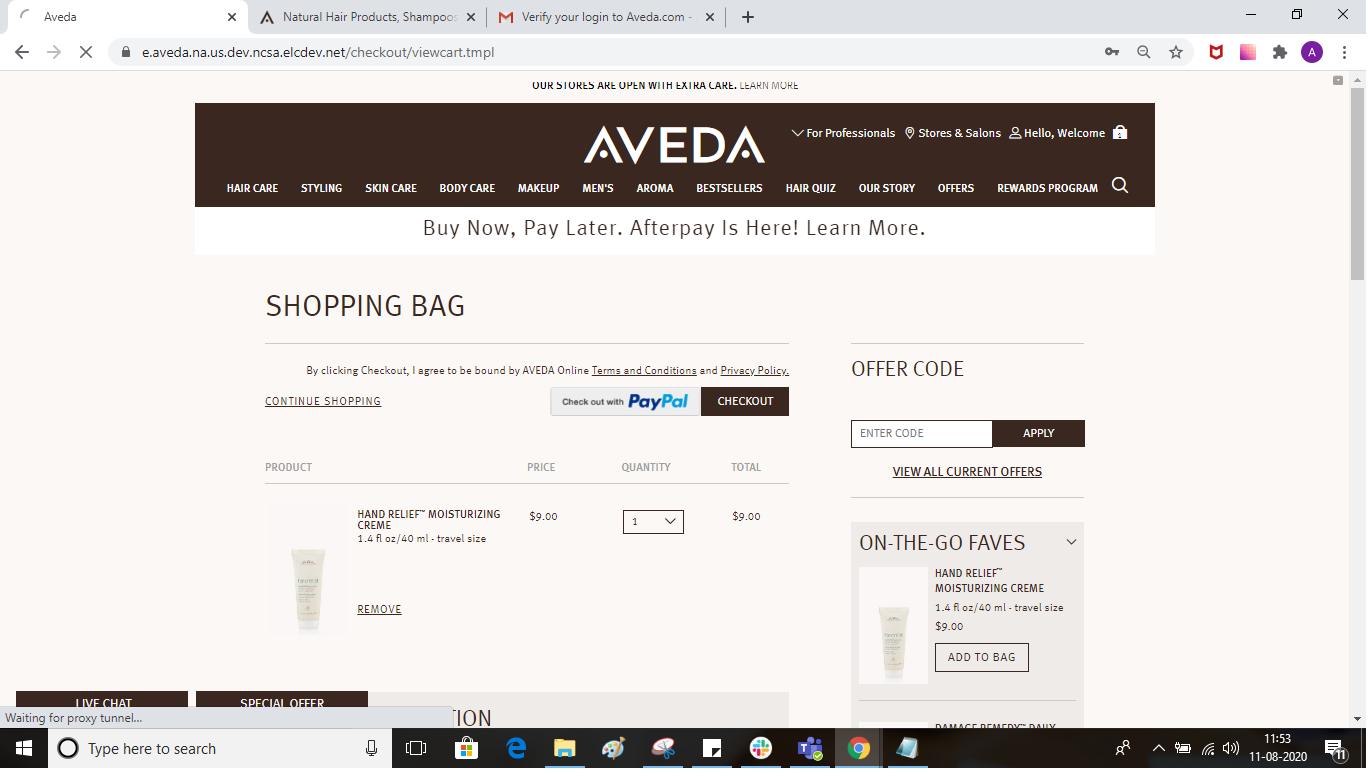 Aveda
Natural Hair Products, Shampoos
Verify your login to Aveda.com -
e.aveda.na.us.dev.ncsa.elcdev.net/checkout/viewcart.tmpl
A
OUR STORES ARE OPEN WITH EXTRA CARE. LEARN MORE
AVEDA
For Professionals
Stores & Salons
Hello, Welcome
1
HAIR CARE
STYLING
SKIN CARE
BODY CARE
MAKEUP
MEN'S
AROMA
BESTSELLERS
HAIR QUIZ
OUR STORY
OFFERS
REWARDS PROGRAM
Buy Now, Pay Later. Afterpay Is Here! Learn More.
SHOPPING BAG
By clicking Checkout, I agree to be bound by AVEDA Online Terms and Conditions and Privacy Policy.
CONTINUE SHOPPING
Check out with PayPal
CHECKOUT
PRODUCT PRICE QUANTITY TOTAL
HAND RELIEF™ MOISTURIZING
CREME
1.4 fl oz/40 ml - travel size
$9.00
1
$9.00
REMOVE
OFFER CODE
ENTER CODE
APPLY
VIEW ALL CURRENT OFFERS
ON-THE-GO FAVES
HAND RELIEF™
MOISTURIZING CREME
1.4 fl oz/40 ml - travel size
$9.00
ADD TO BAG
DAMAGE REMEDY™ DAILY
LIVE CHAT
SPECIAL OFFER
TION
Waiting for proxy tunnel...
Type here to search
11:53
11-08-2020
11